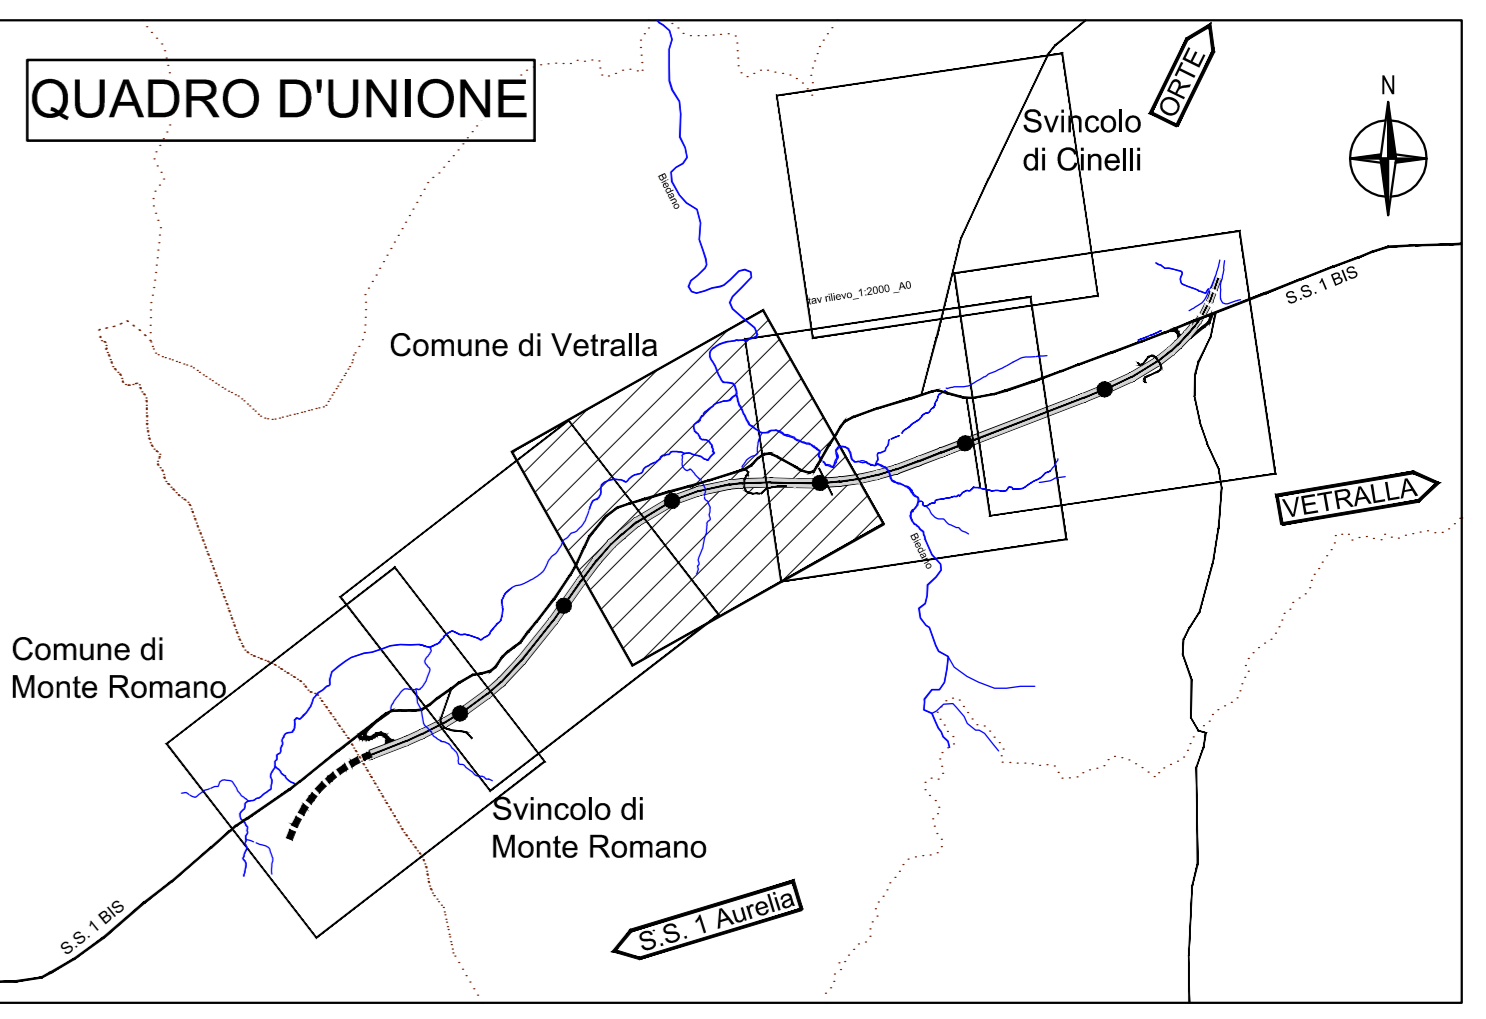 QUADRO D'UNIONE
ORTE
N
Svincolo
di Cinelli
Biedano
S.S. 1 BIS
tav rilievo_1:2000 _A0
Comune di Vetralla
VETRALLA
Biedano
Comune di
Monte Romano
Svincolo di
Monte Romano
S.S. 1 Aurelia
S.S. 1 BIS